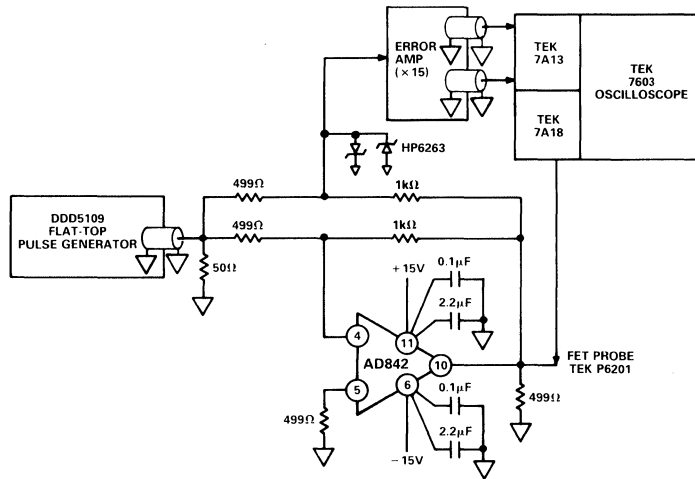 ERROR
AMP
(×15)
TEK
7A13
TEK
7603
OSCILLOSCOPE
TEK
7A18
HP6263
499Ω
1kΩ
DDD5109
FLAT-TOP
PULSE GENERATOR
499Ω
1kΩ
50Ω
+15V
0.1μF
2.2μF
4
11
AD842
10
5
6
FET PROBE
TEK P6201
0.1μF
499Ω
499Ω
2.2μF
−15V